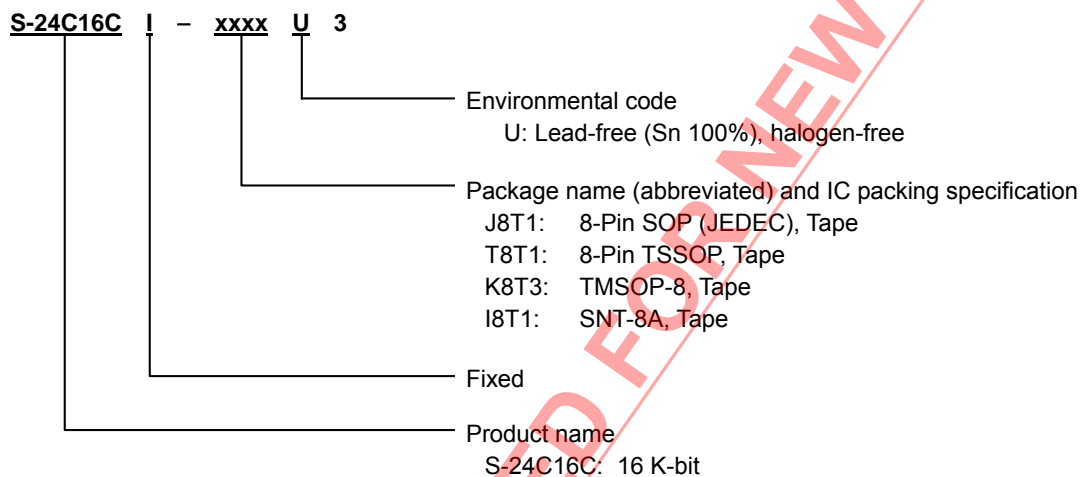 S-24C16C I – xxxx U 3
Environmental code
U: Lead-free (Sn 100%), halogen-free
Package name (abbreviated) and IC packing specification
J8T1: 8-Pin SOP (JEDEC), Tape
T8T1: 8-Pin TSSOP, Tape
K8T3: TMSOP-8, Tape
I8T1: SNT-8A, Tape
Fixed
Product name
S-24C16C: 16 K-bit
FOR NEW